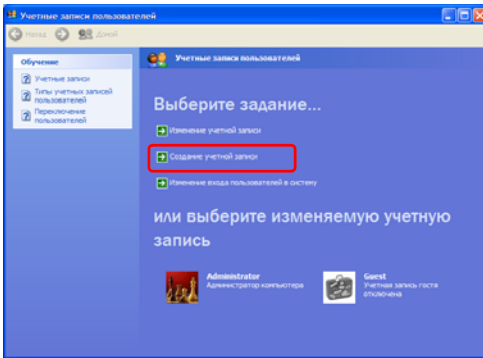 Учетные записи пользователей
Назад
Домой
Обучение
Учетные записи
Типы учетных записей
пользователей
Переключение
пользователей
Учетные записи пользователей
Выберите задание...
Изменение учетной записи
Создание учетной записи
Изменение входа пользователей в систему
или выберите изменяемую учетную
запись
Administrator
Администратор компьютера
Guest
Учетная запись гостя
отключена